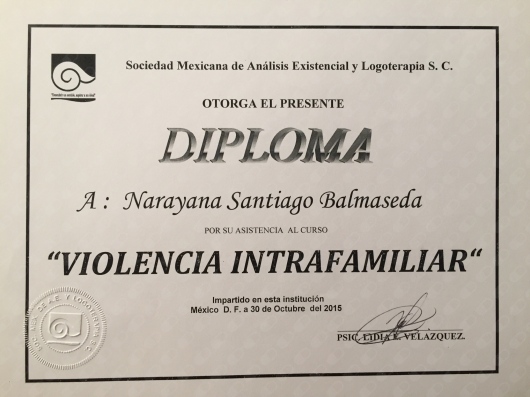 Sociedad Mexicana de Análisis Existencial y Logoterapia S. C.
OTORGA EL PRESENTE
DIPLOMA
A : Narayana Santiago Balmaseda
POR SU ASISTENCIA AL CURSO
“VIOLENCIA INTRAFAMILIAR“
Impartido en esta institución
México D. F. a 30 de Octubre del 2015
PSIC. LIDIA E. VELAZQUEZ.